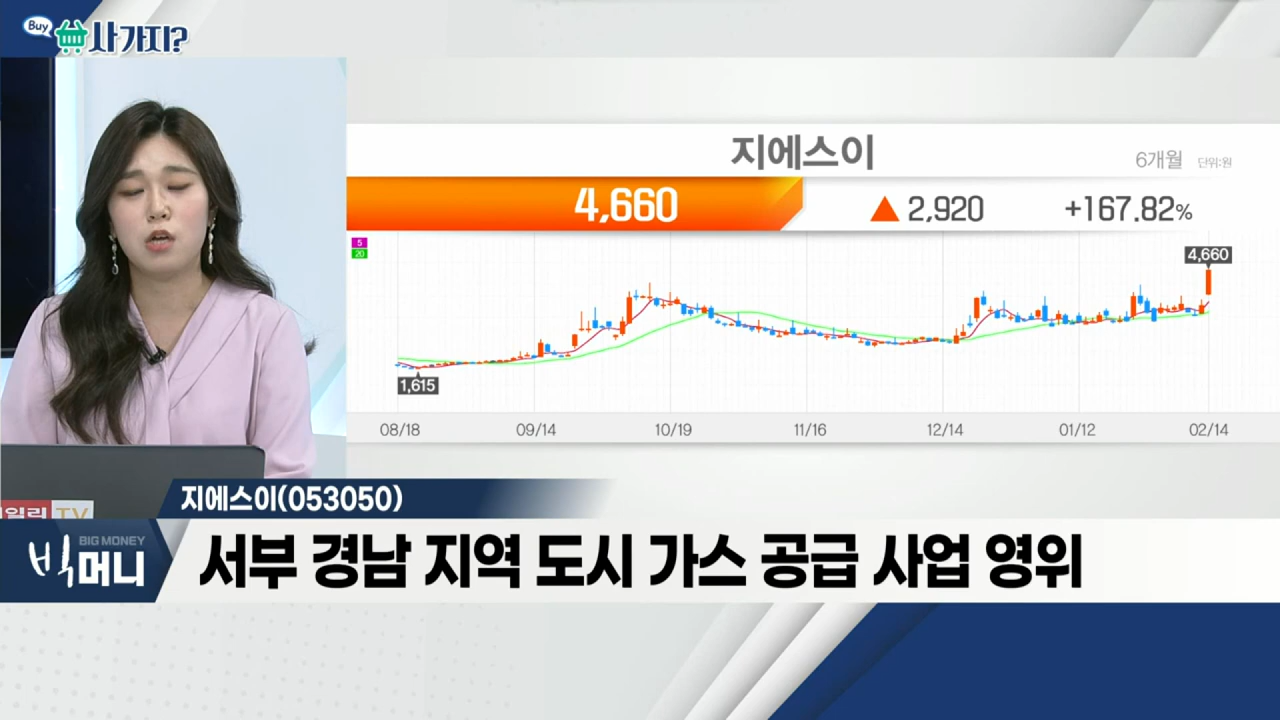 Buy
사 가지?
지에스이
6개월 단위:원
4,660 ▲ 2,920 +167.82%
5
20
4,660
1,615
08/18 09/14 10/19 11/16 12/14 01/12 02/14
지에스이(053050)
일리 TV
BIG MONEY
빅머니
서부 경남 지역 도시 가스 공급 사업 영위